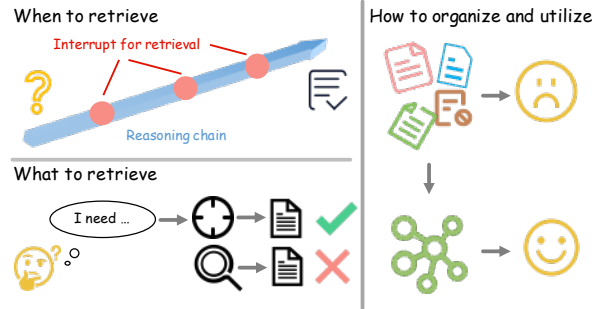 When to retrieve
Interrupt for retrieval
Reasoning chain
What to retrieve
I need ...
How to organize and utilize